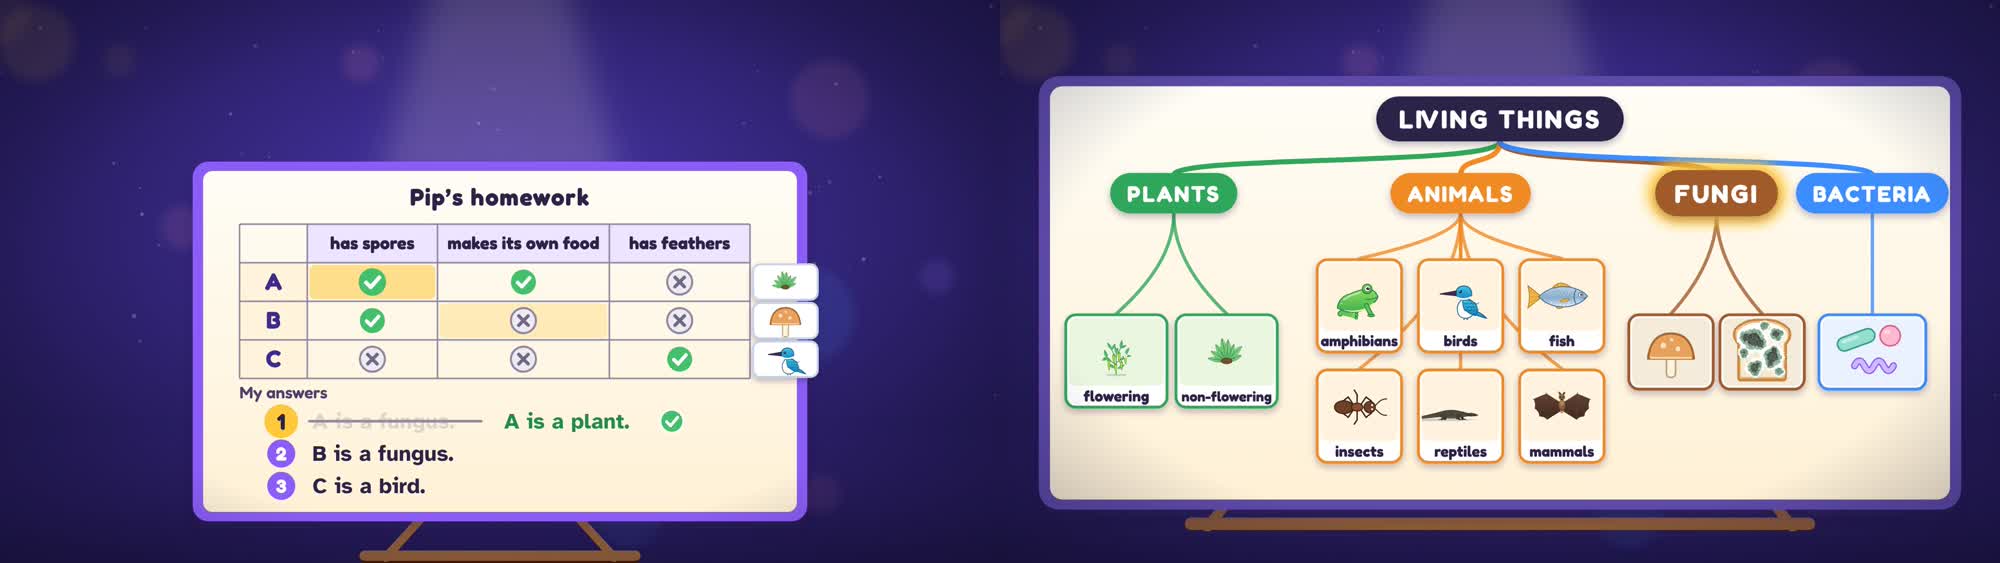 Pip's homework
has spores makes its own food has feathers
A
B
C
My answers
1 A is a fungus. A is a plant.
2 B is a fungus.
3 C is a bird.
LIVING THINGS
PLANTS ANIMALS FUNGI BACTERIA
amphibians birds fish
flowering non-flowering
insects reptiles mammals